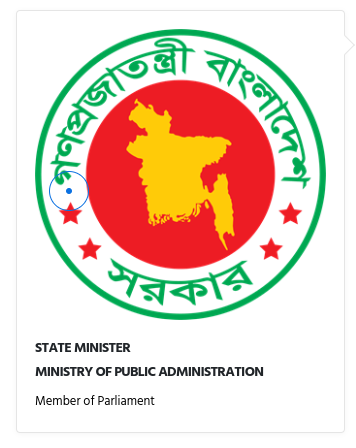 গণপ্রজাতন্ত্রী বাংলাদেশ
সরকার
STATE MINISTER
MINISTRY OF PUBLIC ADMINISTRATION
Member of Parliament